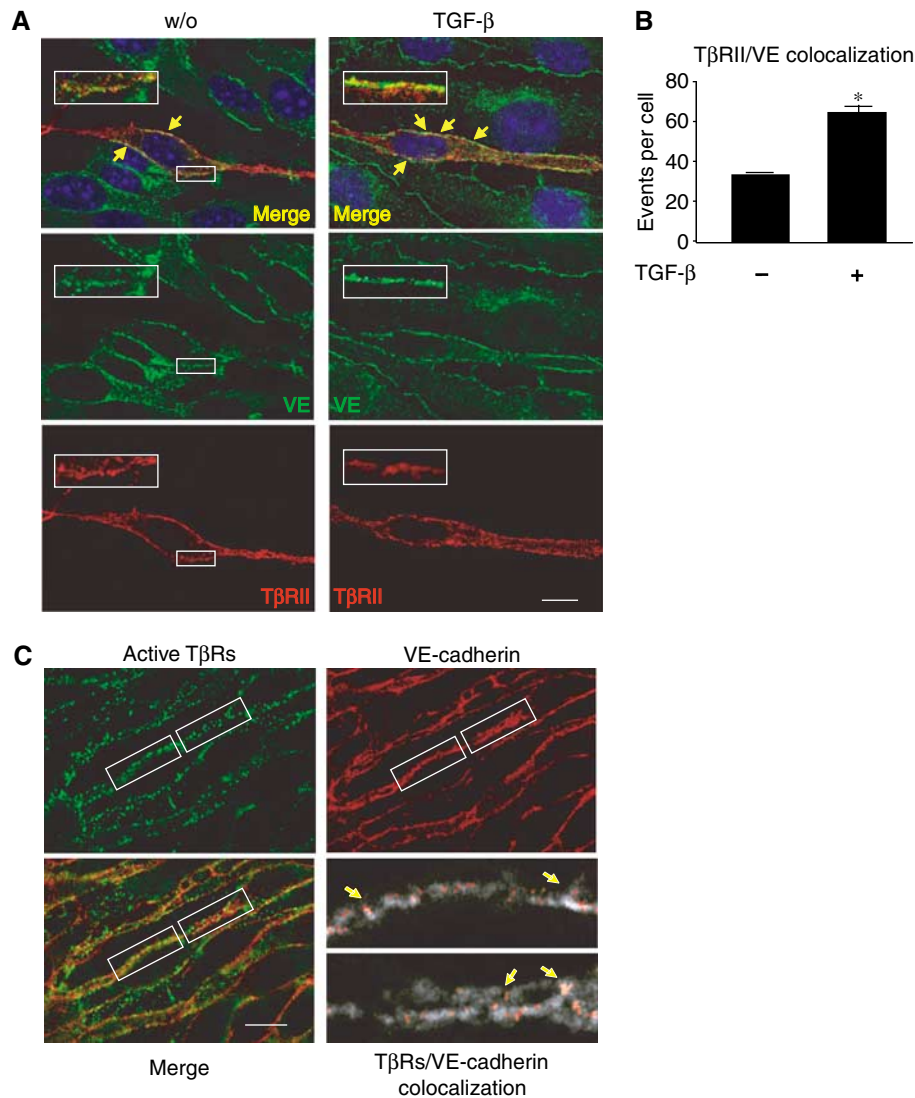 A
w/o
TGF-β
Merge
Merge
VE
VE
TβRII
TβRII
B
TβRII/VE colocalization
Events per cell
80
60
40
20
0
*
TGF-β
−
+
C
Active TβRs
VE-cadherin
Merge
TβRs/VE-cadherin
colocalization